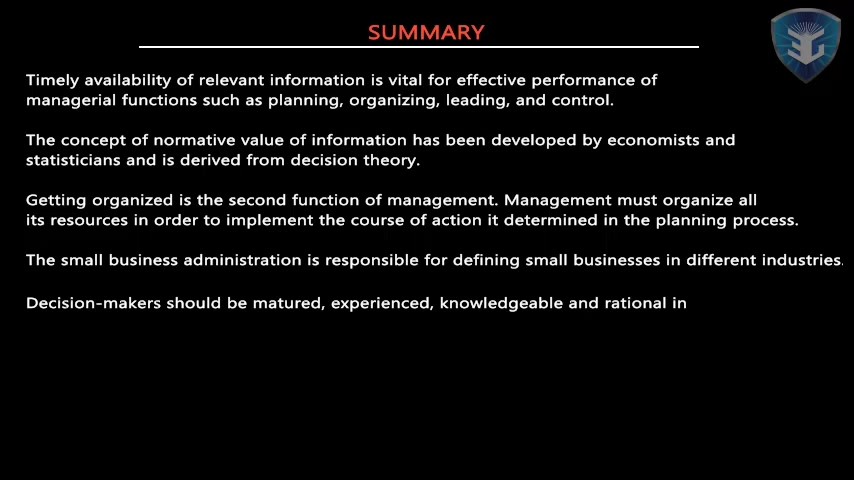 SUMMARY
Timely availability of relevant information is vital for effective performance of
managerial functions such as planning, organizing, leading, and control.
The concept of normative value of information has been developed by economists and
statisticians and is derived from decision theory.
Getting organized is the second function of management. Management must organize all
its resources in order to implement the course of action it determined in the planning process.
The small business administration is responsible for defining small businesses in different industries.
Decision-makers should be matured, experienced, knowledgeable and rational in